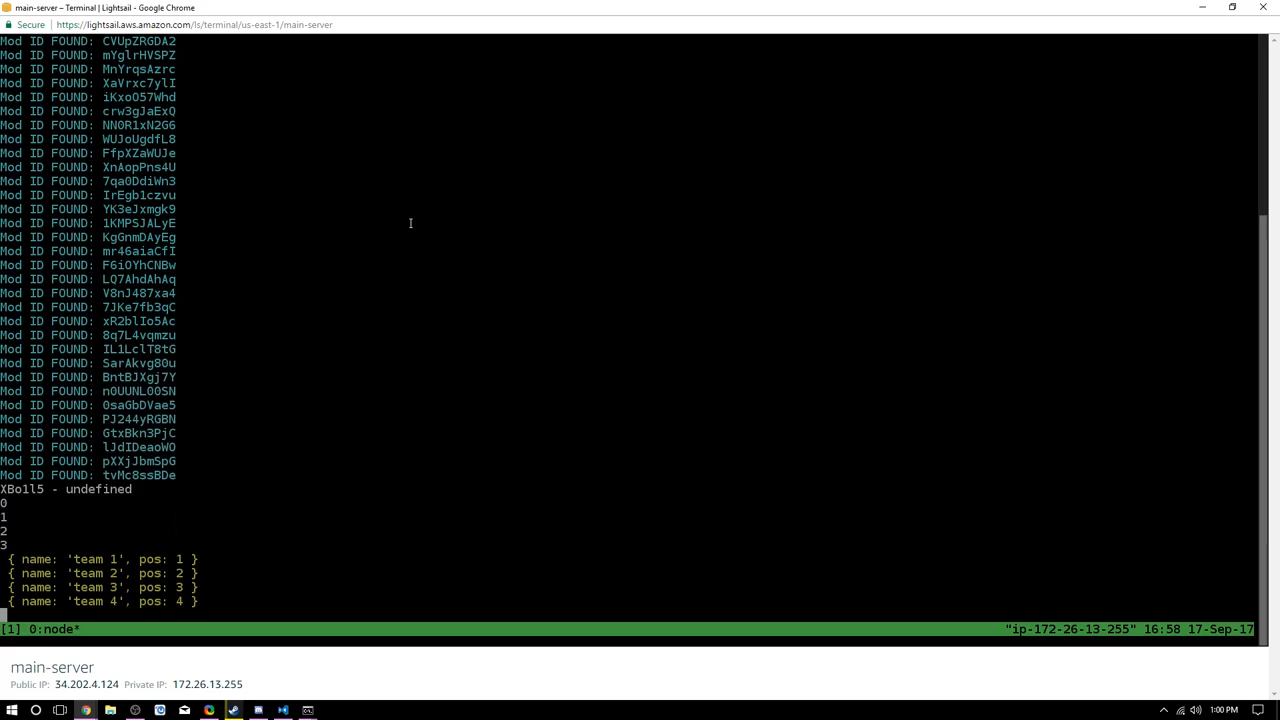 main-server – Terminal | Lightsail - Google Chrome
Secure https://lightsail.aws.amazon.com/ls/terminal/us-east-1/main-server
Mod ID FOUND: CVUpZRGDA2
Mod ID FOUND: mYglrHVSPZ
Mod ID FOUND: MnYrqsAzrc
Mod ID FOUND: XaVrxc7ylI
Mod ID FOUND: iKxoO57Whd
Mod ID FOUND: crw3gJaExQ
Mod ID FOUND: NN0R1xN2G6
Mod ID FOUND: WUJoUgdfL8
Mod ID FOUND: FfpXZaWUJe
Mod ID FOUND: XnAopPns4U
Mod ID FOUND: 7qa0DdiWn3
Mod ID FOUND: IrEgb1czvu
Mod ID FOUND: YK3eJxmgk9
Mod ID FOUND: 1KMPSJALyE
Mod ID FOUND: KgGnmDAyEg
Mod ID FOUND: mr46aiaCfI
Mod ID FOUND: F6iOYhCNBw
Mod ID FOUND: LQ7AhdAhAq
Mod ID FOUND: V8nJ487xa4
Mod ID FOUND: 7JKe7fb3qC
Mod ID FOUND: xR2blIo5Ac
Mod ID FOUND: 8q7L4vqmzu
Mod ID FOUND: IL1LclT8tG
Mod ID FOUND: SarAkvg80u
Mod ID FOUND: BntBJXgj7Y
Mod ID FOUND: n0UUNL00SN
Mod ID FOUND: 0saGbDVae5
Mod ID FOUND: PJ244yRGBN
Mod ID FOUND: GtxBkn3PjC
Mod ID FOUND: lJdIDeaoWO
Mod ID FOUND: pXXjJbmSpG
Mod ID FOUND: tvMc8ssBDe
XBo1l5 - undefined
0
1
2
3
{ name: 'team 1', pos: 1 }
{ name: 'team 2', pos: 2 }
{ name: 'team 3', pos: 3 }
{ name: 'team 4', pos: 4 }
[1] 0:node* "ip-172-26-13-255" 16:58 17-Sep-17
main-server
Public IP: 34.202.4.124 Private IP: 172.26.13.255
1:00 PM